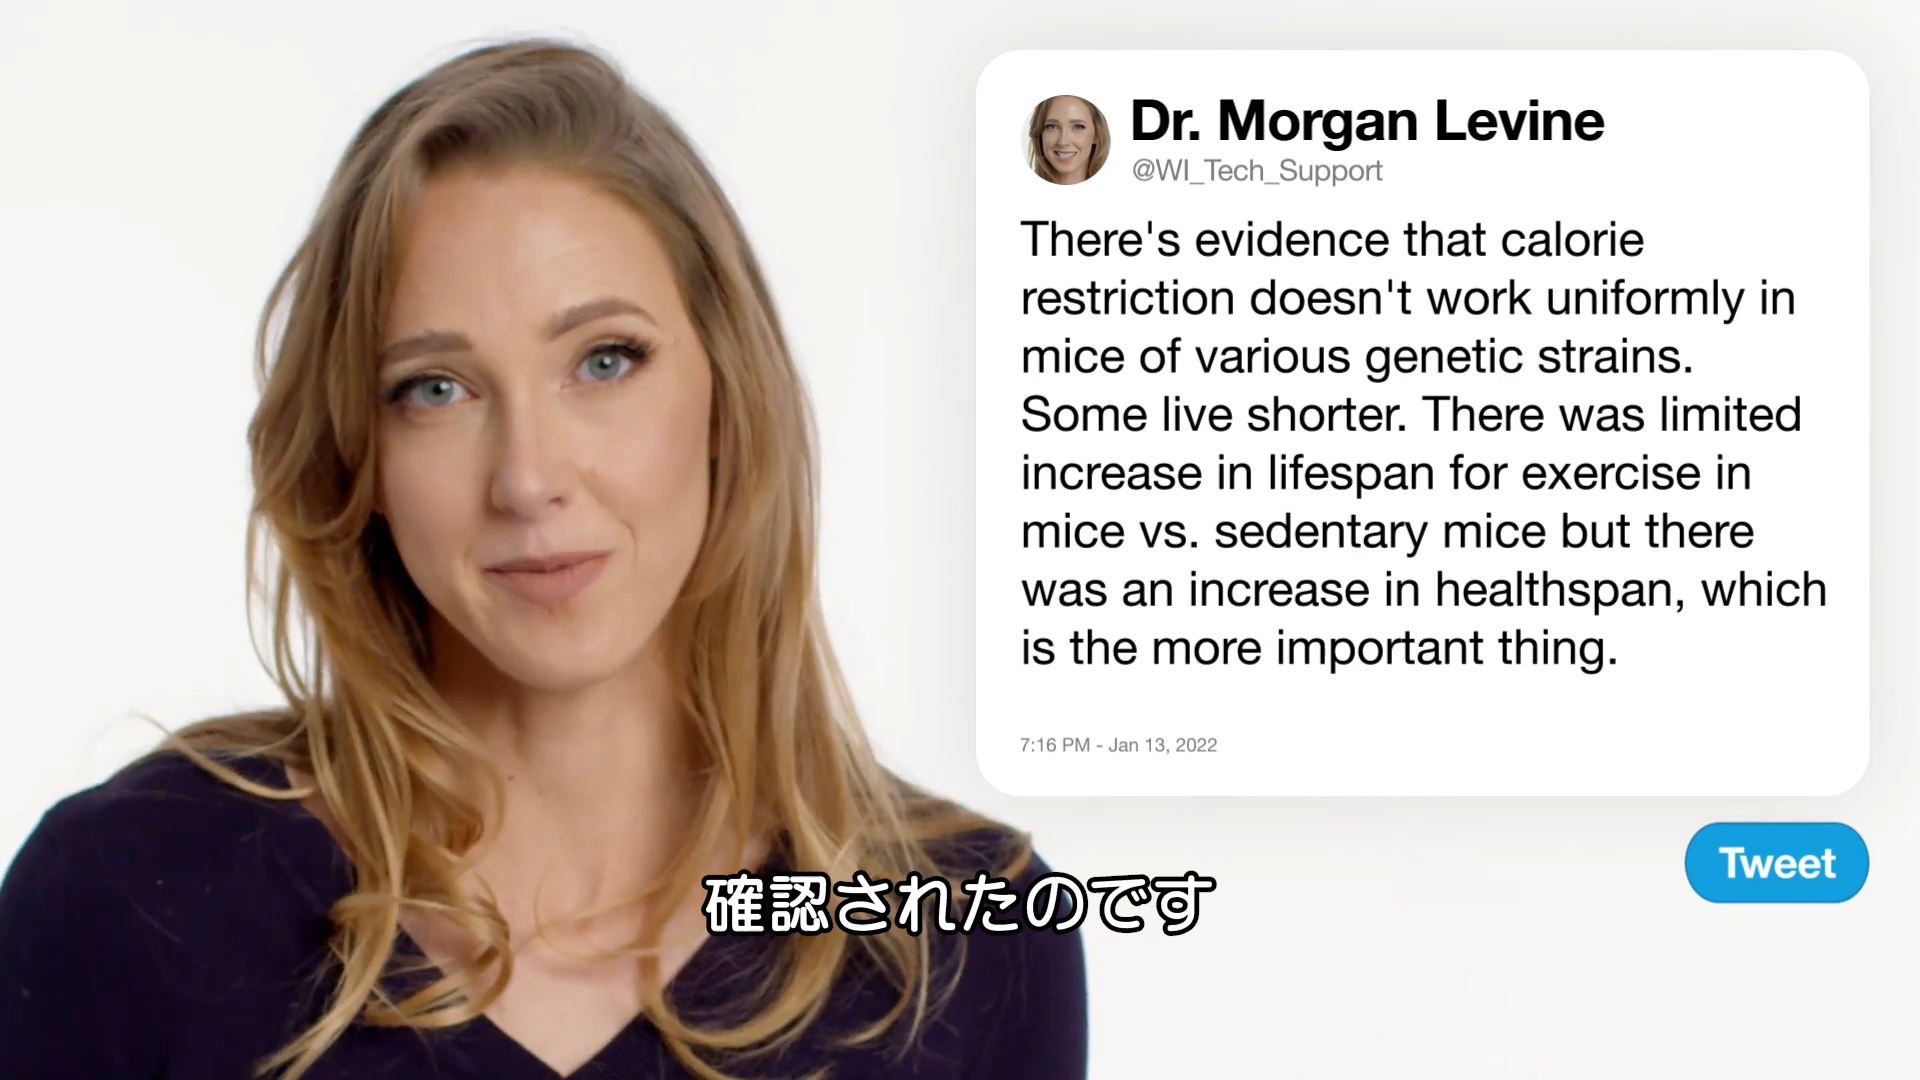 Dr. Morgan Levine
@WI_Tech_Support
There's evidence that calorie
restriction doesn't work uniformly in
mice of various genetic strains.
Some live shorter. There was limited
increase in lifespan for exercise in
mice vs. sedentary mice but there
was an increase in healthspan, which
is the more important thing.
7:16 PM - Jan 13, 2022
Tweet
確認されたのです